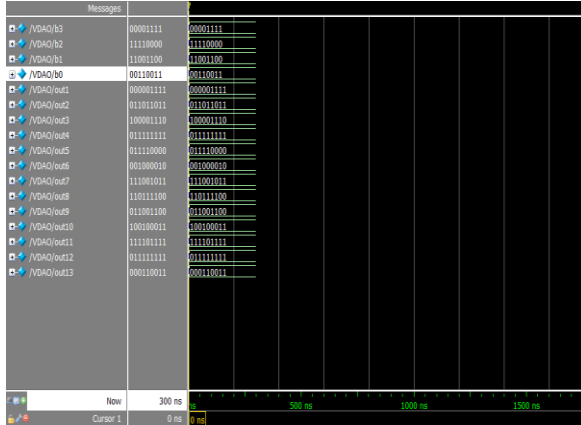 Messages
/VDAO/b3 00001111 00001111
/VDAO/b2 11110000 11110000
/VDAO/b1 11001100 11001100
/VDAO/b0 00110011 00110011
/VDAO/out1 000001111 000001111
/VDAO/out2 011011011 011011011
/VDAO/out3 100001110 100001110
/VDAO/out4 011111111 011111111
/VDAO/out5 011110000 011110000
/VDAO/out6 001000010 001000010
/VDAO/out7 111001011 111001011
/VDAO/out8 110111100 110111100
/VDAO/out9 011001100 011001100
/VDAO/out10 100100011 100100011
/VDAO/out11 111101111 111101111
/VDAO/out12 011111111 011111111
/VDAO/out13 000110011 000110011
Now 300 ns ns 500 ns 1000 ns 1500 ns
Cursor 1 0 ns 0 ns